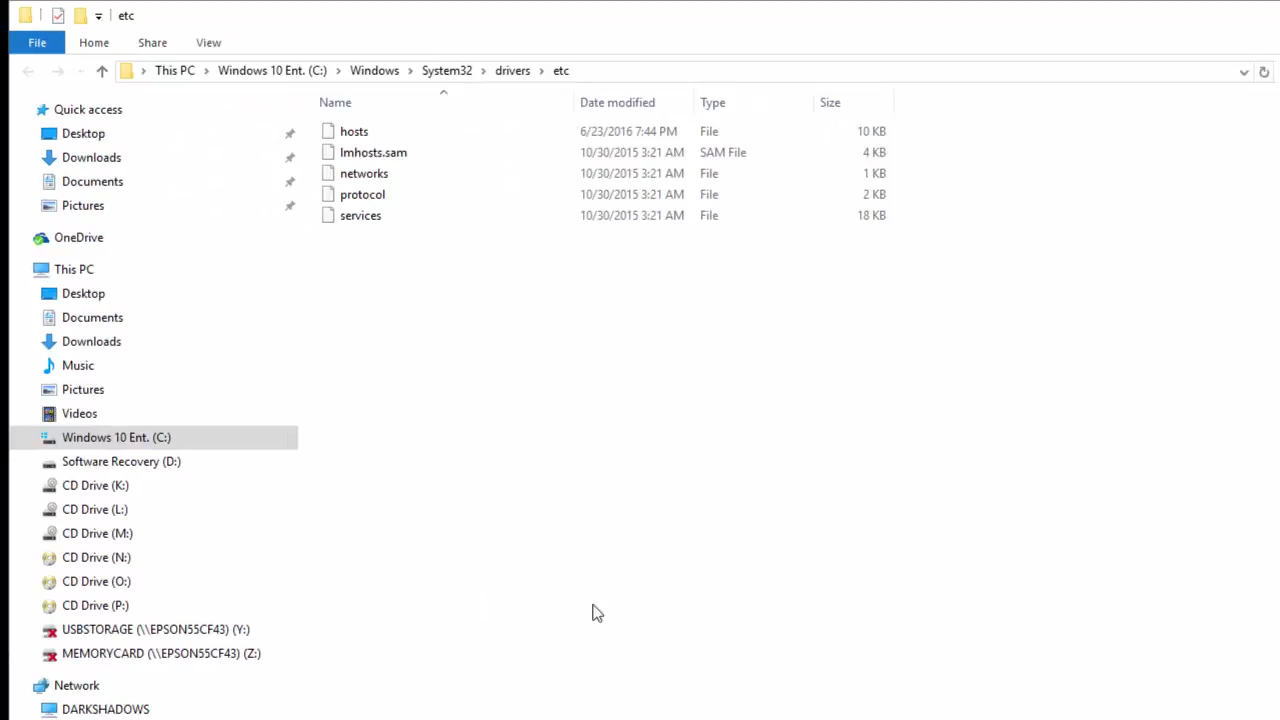 etc
File Home Share View
This PC Windows 10 Ent. (C:) Windows System32 drivers etc
Name Date modified Type Size
hosts 6/23/2016 7:44 PM File 10 KB
lmhosts.sam 10/30/2015 3:21 AM SAM File 4 KB
networks 10/30/2015 3:21 AM File 1 KB
protocol 10/30/2015 3:21 AM File 2 KB
services 10/30/2015 3:21 AM File 18 KB
Quick access
Desktop
Downloads
Documents
Pictures
OneDrive
This PC
Desktop
Documents
Downloads
Music
Pictures
Videos
Windows 10 Ent. (C:)
Software Recovery (D:)
CD Drive (K:)
CD Drive (L:)
CD Drive (M:)
CD Drive (N:)
CD Drive (O:)
CD Drive (P:)
USBSTORAGE (\\EPSON55CF43) (Y:)
MEMORYCARD (\\EPSON55CF43) (Z:)
Network
DARKSHADOWS